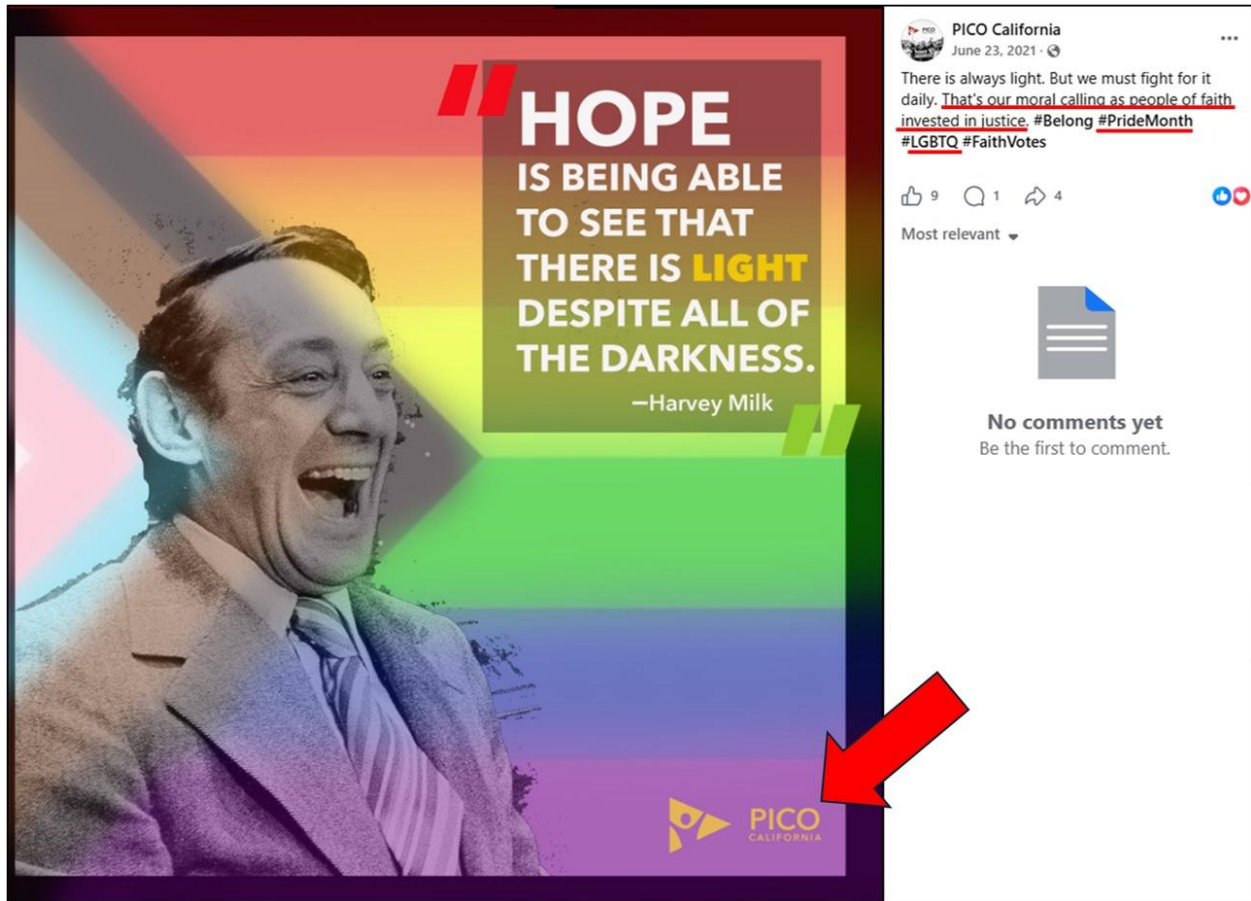 HOPE
IS BEING ABLE
TO SEE THAT
THERE IS LIGHT
DESPITE ALL OF
THE DARKNESS.
—Harvey Milk
PICO
CALIFORNIA
PICO California
June 23, 2021 ·
There is always light. But we must fight for it
daily. That's our moral calling as people of faith
invested in justice. #Belong #PrideMonth
#LGBTQ #FaithVotes
9 1 4
Most relevant
No comments yet
Be the first to comment.